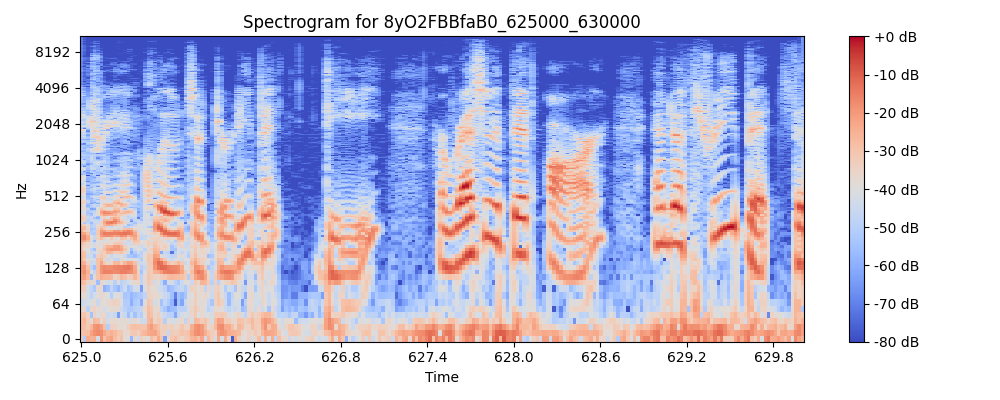 Spectrogram for 8yO2FBBfaB0_625000_630000
Hz
8192
4096
2048
1024
512
256
128
64
0
625.0 625.6 626.2 626.8 627.4 628.0 628.6 629.2 629.8
Time
+0 dB
-10 dB
-20 dB
-30 dB
-40 dB
-50 dB
-60 dB
-70 dB
-80 dB